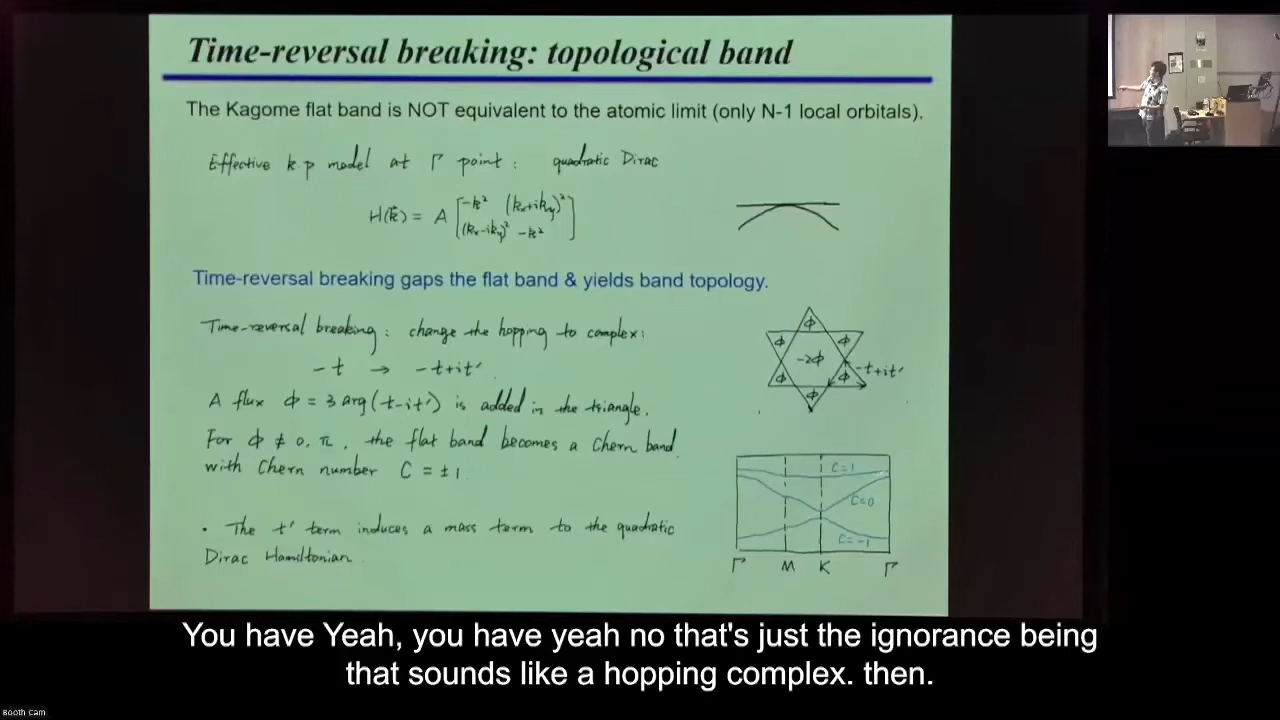 Time-reversal breaking: topological band
The Kagome flat band is NOT equivalent to the atomic limit (only N-1 local orbitals).
Effective k·p model at Γ point: quadratic Dirac
H(k⃗) = A [ -k² (kx+iky)²
(kx-iky)² -k² ]
Time-reversal breaking gaps the flat band & yields band topology.
Time-reversal breaking: change the hopping to complex:
-t → -t+it′
A flux ϕ = 3 arg(t-it′) is added in the triangle.
For ϕ ≠ 0, π, the flat band becomes a Chern band
with Chern number C = ±1
• The t′ term induces a mass term to the quadratic
Dirac Hamiltonian
ϕ
ϕ ϕ
-2ϕ
-t+it′
ϕ ϕ
ϕ
C=1
C=0
C=-1
Γ M K Γ
You have Yeah, you have yeah no that's just the ignorance being
that sounds like a hopping complex. then.
Booth Cam